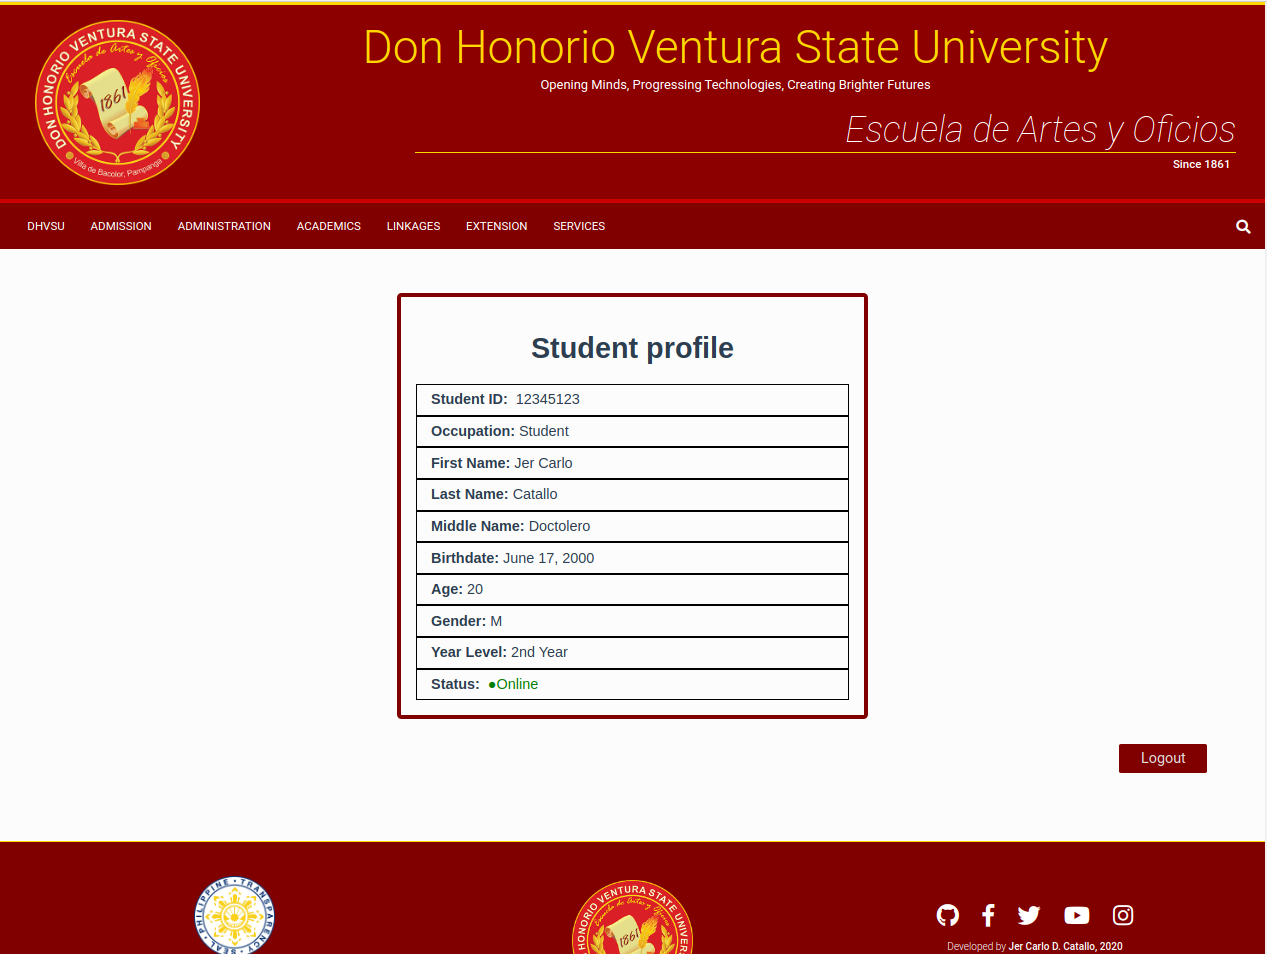 DON HONORIO VENTURA STATE UNIVERSITY
Escuela de Artes y Oficios
1861
Villa de Bacolor, Pampanga
Don Honorio Ventura State University
Opening Minds, Progressing Technologies, Creating Brighter Futures
Escuela de Artes y Oficios
Since 1861
DHVSU ADMISSION ADMINISTRATION ACADEMICS LINKAGES EXTENSION SERVICES
Student profile
Student ID: 12345123
Occupation: Student
First Name: Jer Carlo
Last Name: Catallo
Middle Name: Doctolero
Birthdate: June 17, 2000
Age: 20
Gender: M
Year Level: 2nd Year
Status: ●Online
Logout
PHILIPPINE • TRANSPARENCY SEAL •
HONORIO VENTURA STATE UNIVER
Escuela de Artes y Oficios
1861
Developed by Jer Carlo D. Catallo, 2020